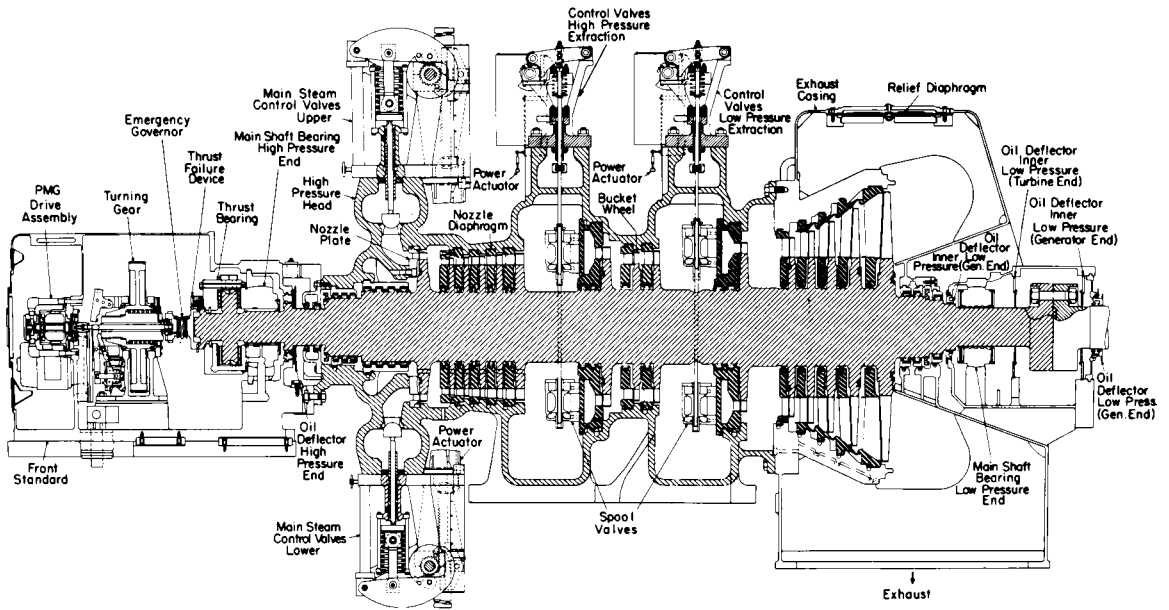 Control Valves
High Pressure
Extraction
Main Steam
Control Valves
Upper
Exhaust
Casing
Relief Diaphragm
Control
Valves
Low Pressure
Extraction
Emergency
Governor
Main Shaft Bearing
High Pressure
End
Thrust
Failure
Device
PMG
Drive
Assembly
Turning
Gear
Thrust
Bearing
High
Pressure
Head
Nozzle
Plate
Power
Actuator
Nozzle
Diaphragm
Power
Actuator
Bucket
Wheel
Oil Deflector
Inner
Low Pressure
(Turbine End)
Oil Deflector
Inner
Low Pressure
(Generator End)
Oil
Deflector
Inner, Low
Pressure(Gen. End)
Front
Standard
Oil
Deflector
High
Pressure
End
Power
Actuator
Main Steam
Control Valves
Lower
Spool
Valves
Main Shaft
Bearing
Low Pressure
End
Oil
Deflector
Low Press.
(Gen. End)
Exhaust